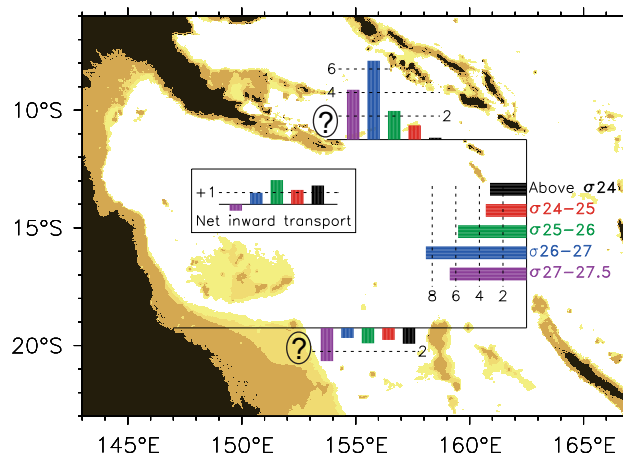 6
4
10°S
?
2
+1
Above σ24
σ24−25
Net inward transport
σ25−26
15°S
σ26−27
σ27−27.5
8 6 4 2
20°S
?
2
145°E 150°E 155°E 160°E 165°E